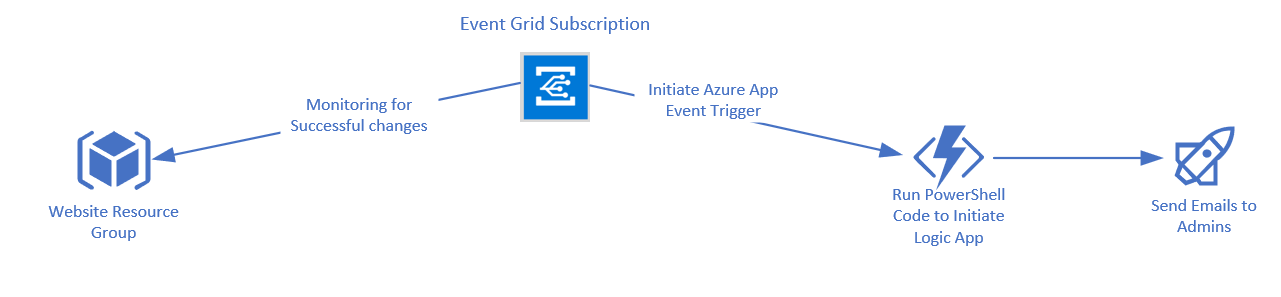 Event Grid Subscription
Monitoring for
Successful changes
Initiate Azure App
Event Trigger
Website Resource
Group
Run PowerShell
Code to Initiate
Logic App
Send Emails to
Admins